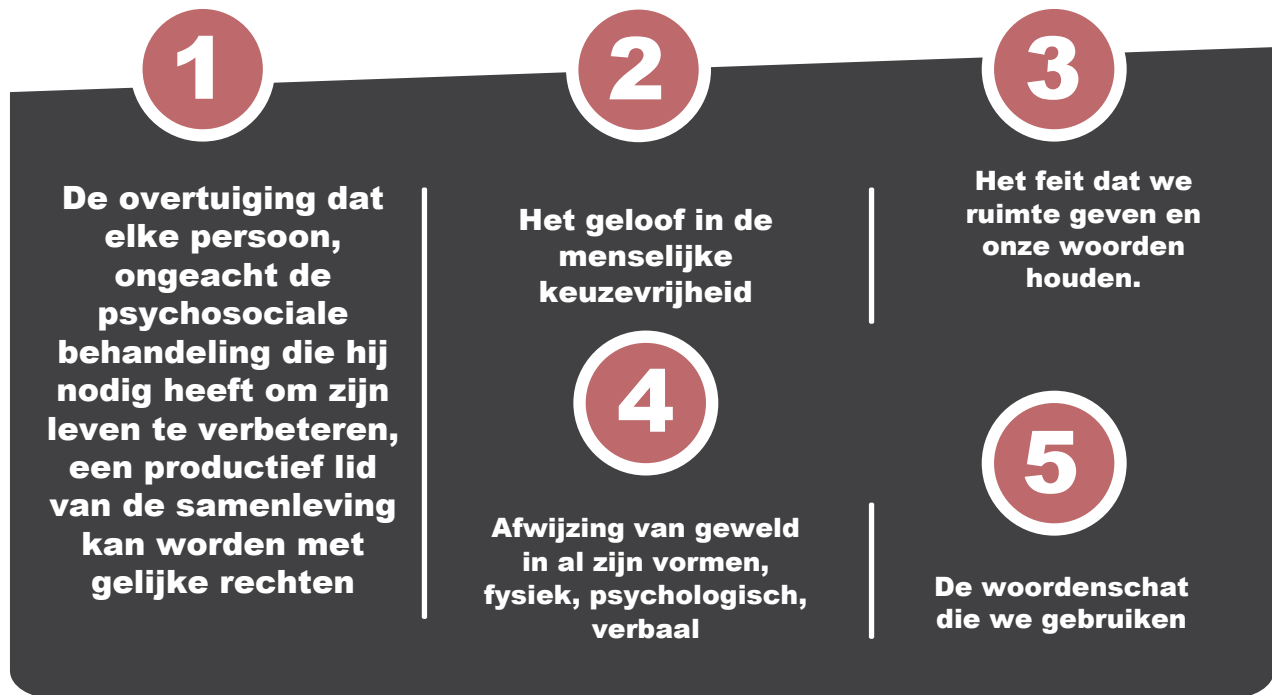 1
De overtuiging dat
elke persoon,
ongeacht de
psychosociale
behandeling die hij
nodig heeft om zijn
leven te verbeteren,
een productief lid
van de samenleving
kan worden met
gelijke rechten
2
Het geloof in de
menselijke
keuzevrijheid
3
Het feit dat we
ruimte geven en
onze woorden
houden.
4
Afwijzing van geweld
in al zijn vormen,
fysiek, psychologisch,
verbaal
5
De woordenschat
die we gebruiken